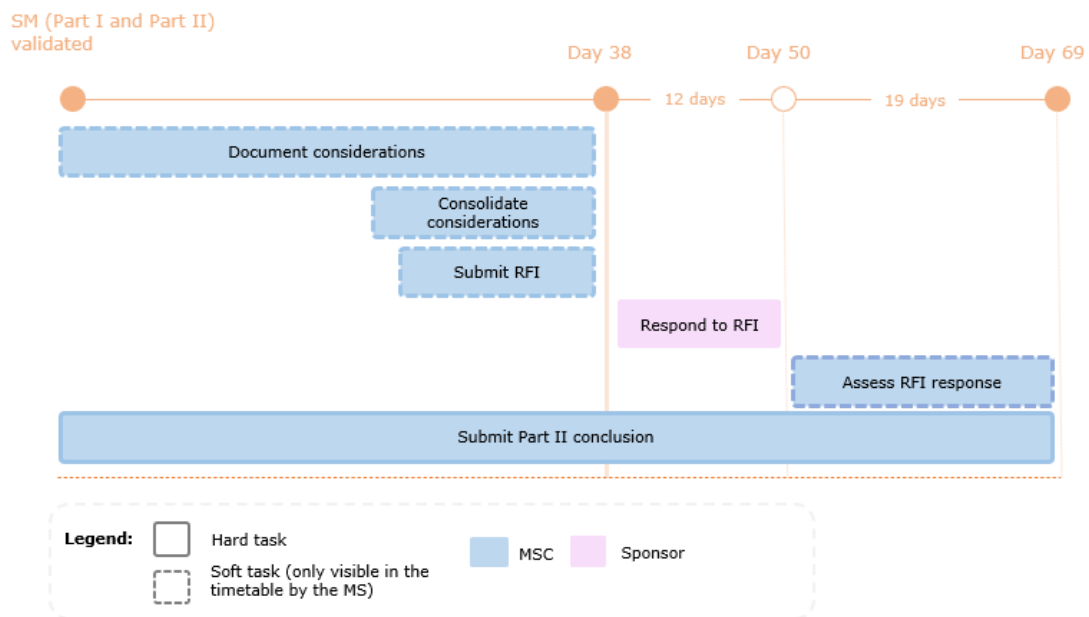 SM (Part I and Part II)
validated
Day 38
Day 50
Day 69
12 days
19 days
Document considerations
Consolidate
considerations
Submit RFI
Respond to RFI
Assess RFI response
Submit Part II conclusion
Legend:
Hard task
MSC
Sponsor
Soft task (only visible in the
timetable by the MS)